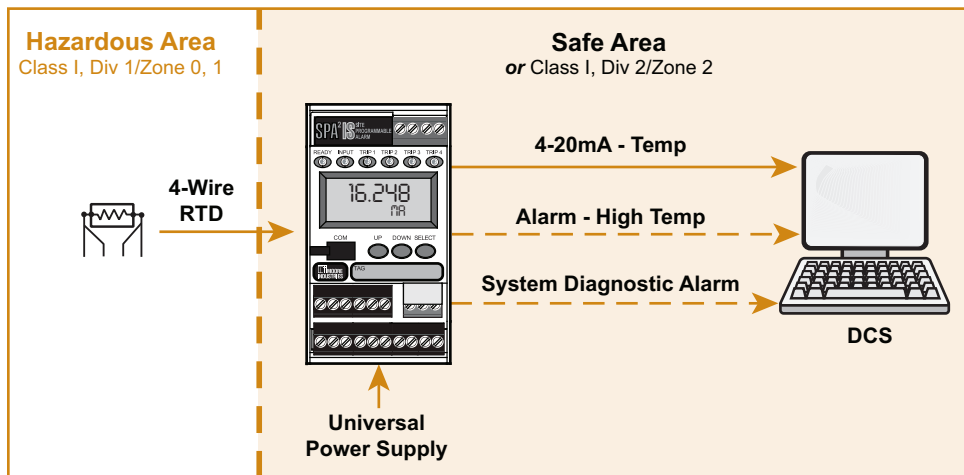 Hazardous Area
Class I, Div 1/Zone 0, 1
Safe Area
or Class I, Div 2/Zone 2
4-Wire
RTD
SPA² IS SITE
PROGRAMMABLE
ALARM
READY INPUT TRIP 1 TRIP 2 TRIP 3 TRIP 4
16.248
MA
COM UP DOWN SELECT
MOORE
INDUSTRIES
TAG
4-20mA - Temp
Alarm - High Temp
System Diagnostic Alarm
DCS
Universal
Power Supply